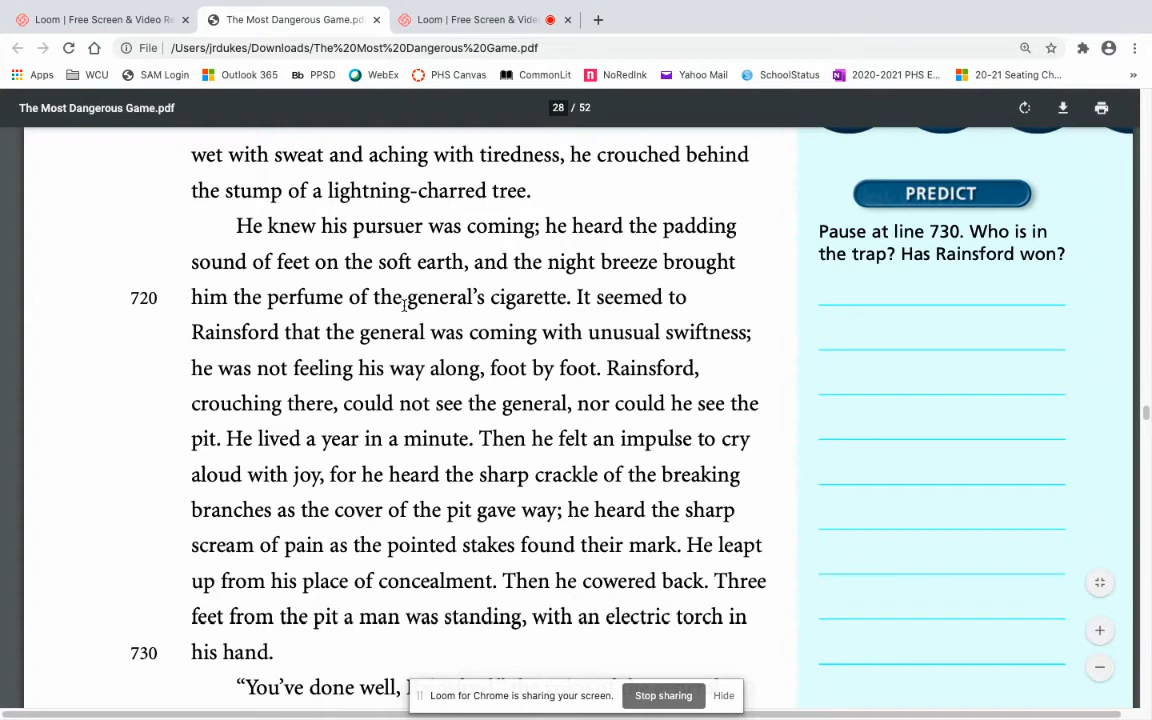 Loom | Free Screen & Video Re
The Most Dangerous Game.pd
Loom | Free Screen & Vide
File
/Users/jrdukes/Downloads/The%20Most%20Dangerous%20Game.pdf
Apps
WCU
SAM Login
Outlook 365
Bb PPSD
WebEx
PHS Canvas
CommonLit
NoRedInk
Yahoo Mail
SchoolStatus
2020-2021 PHS E...
20-21 Seating Ch...
»
The Most Dangerous Game.pdf
28 / 52
wet with sweat and aching with tiredness, he crouched behind
the stump of a lightning-charred tree.
He knew his pursuer was coming; he heard the padding
sound of feet on the soft earth, and the night breeze brought
720 him the perfume of the general’s cigarette. It seemed to
Rainsford that the general was coming with unusual swiftness;
he was not feeling his way along, foot by foot. Rainsford,
crouching there, could not see the general, nor could he see the
pit. He lived a year in a minute. Then he felt an impulse to cry
aloud with joy, for he heard the sharp crackle of the breaking
branches as the cover of the pit gave way; he heard the sharp
scream of pain as the pointed stakes found their mark. He leapt
up from his place of concealment. Then he cowered back. Three
feet from the pit a man was standing, with an electric torch in
730 his hand.
“You’ve done well,
PREDICT
Pause at line 730. Who is in
the trap? Has Rainsford won?
Loom for Chrome is sharing your screen.
Stop sharing
Hide